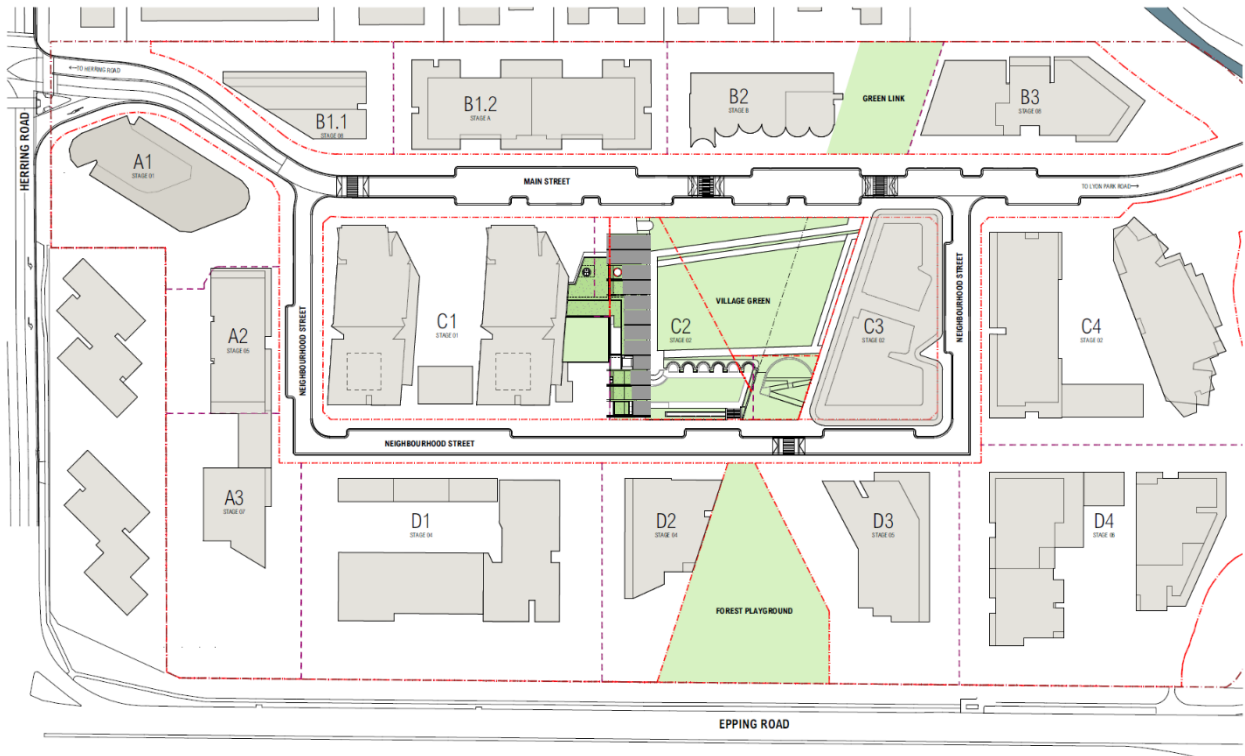 ←TO HERRING ROAD
HERRING ROAD
A1
STAGE 01
B1.1
STAGE 08
B1.2
STAGE A
B2
STAGE B
GREEN LINK
B3
STAGE 08
MAIN STREET
TO LYON PARK ROAD→
A2
STAGE 05
NEIGHBOURHOOD STREET
C1
STAGE 01
VILLAGE GREEN
C2
STAGE 02
C3
STAGE 02
NEIGHBOURHOOD STREET
C4
STAGE 02
NEIGHBOURHOOD STREET
A3
STAGE 07
D1
STAGE 04
D2
STAGE 04
D3
STAGE 05
D4
STAGE 06
FOREST PLAYGROUND
EPPING ROAD